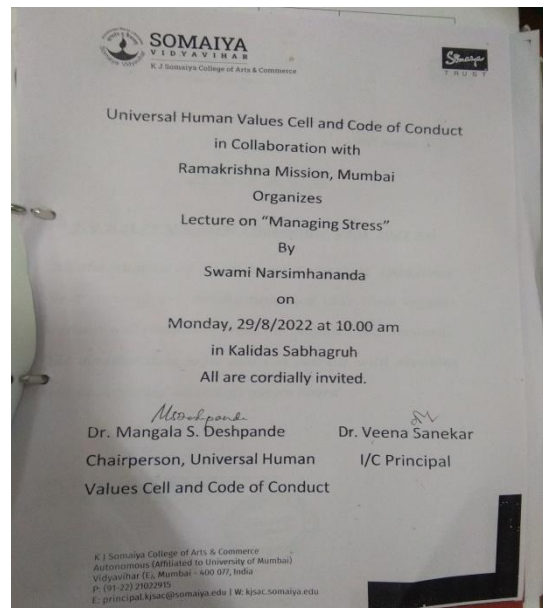 SOMAIYA
VIDYAVIHAR
K J Somaiya College of Arts & Commerce
Somaiya
TRUST
Universal Human Values Cell and Code of Conduct
in Collaboration with
Ramakrishna Mission, Mumbai
Organizes
Lecture on “Managing Stress”
By
Swami Narsimhananda
on
Monday, 29/8/2022 at 10.00 am
in Kalidas Sabhagruh
All are cordially invited.
Dr. Mangala S. Deshpande
Dr. Veena Sanekar
Chairperson, Universal Human
I/C Principal
Values Cell and Code of Conduct
K J Somaiya College of Arts & Commerce
Autonomous (Affiliated to University of Mumbai)
Vidyavihar (E), Mumbai - 400 077, India
P: (91-22) 21022915
E: principal.kjsac@somaiya.edu | W: kjsac.somaiya.edu